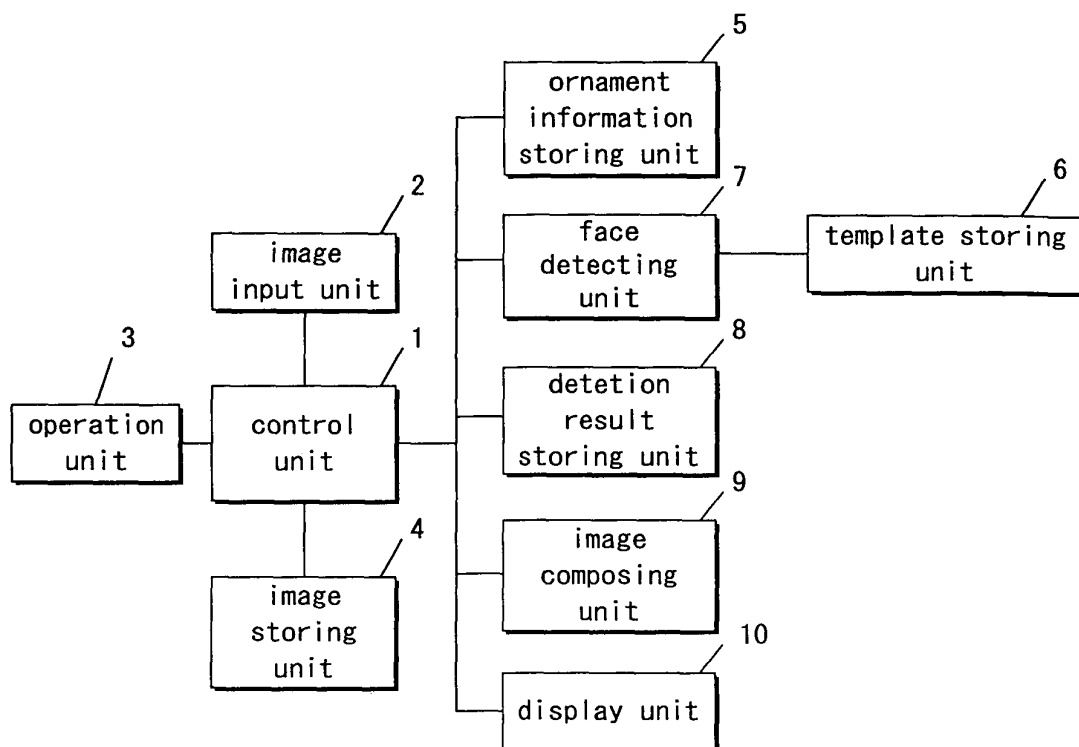 5
ornament
information
storing unit
2
7
6
image
input unit
face
detecting
unit
template storing
unit
3
1
8
operation
unit
control
unit
detetion
result
storing unit
4
9
image
storing
unit
image
composing
unit
10
display unit